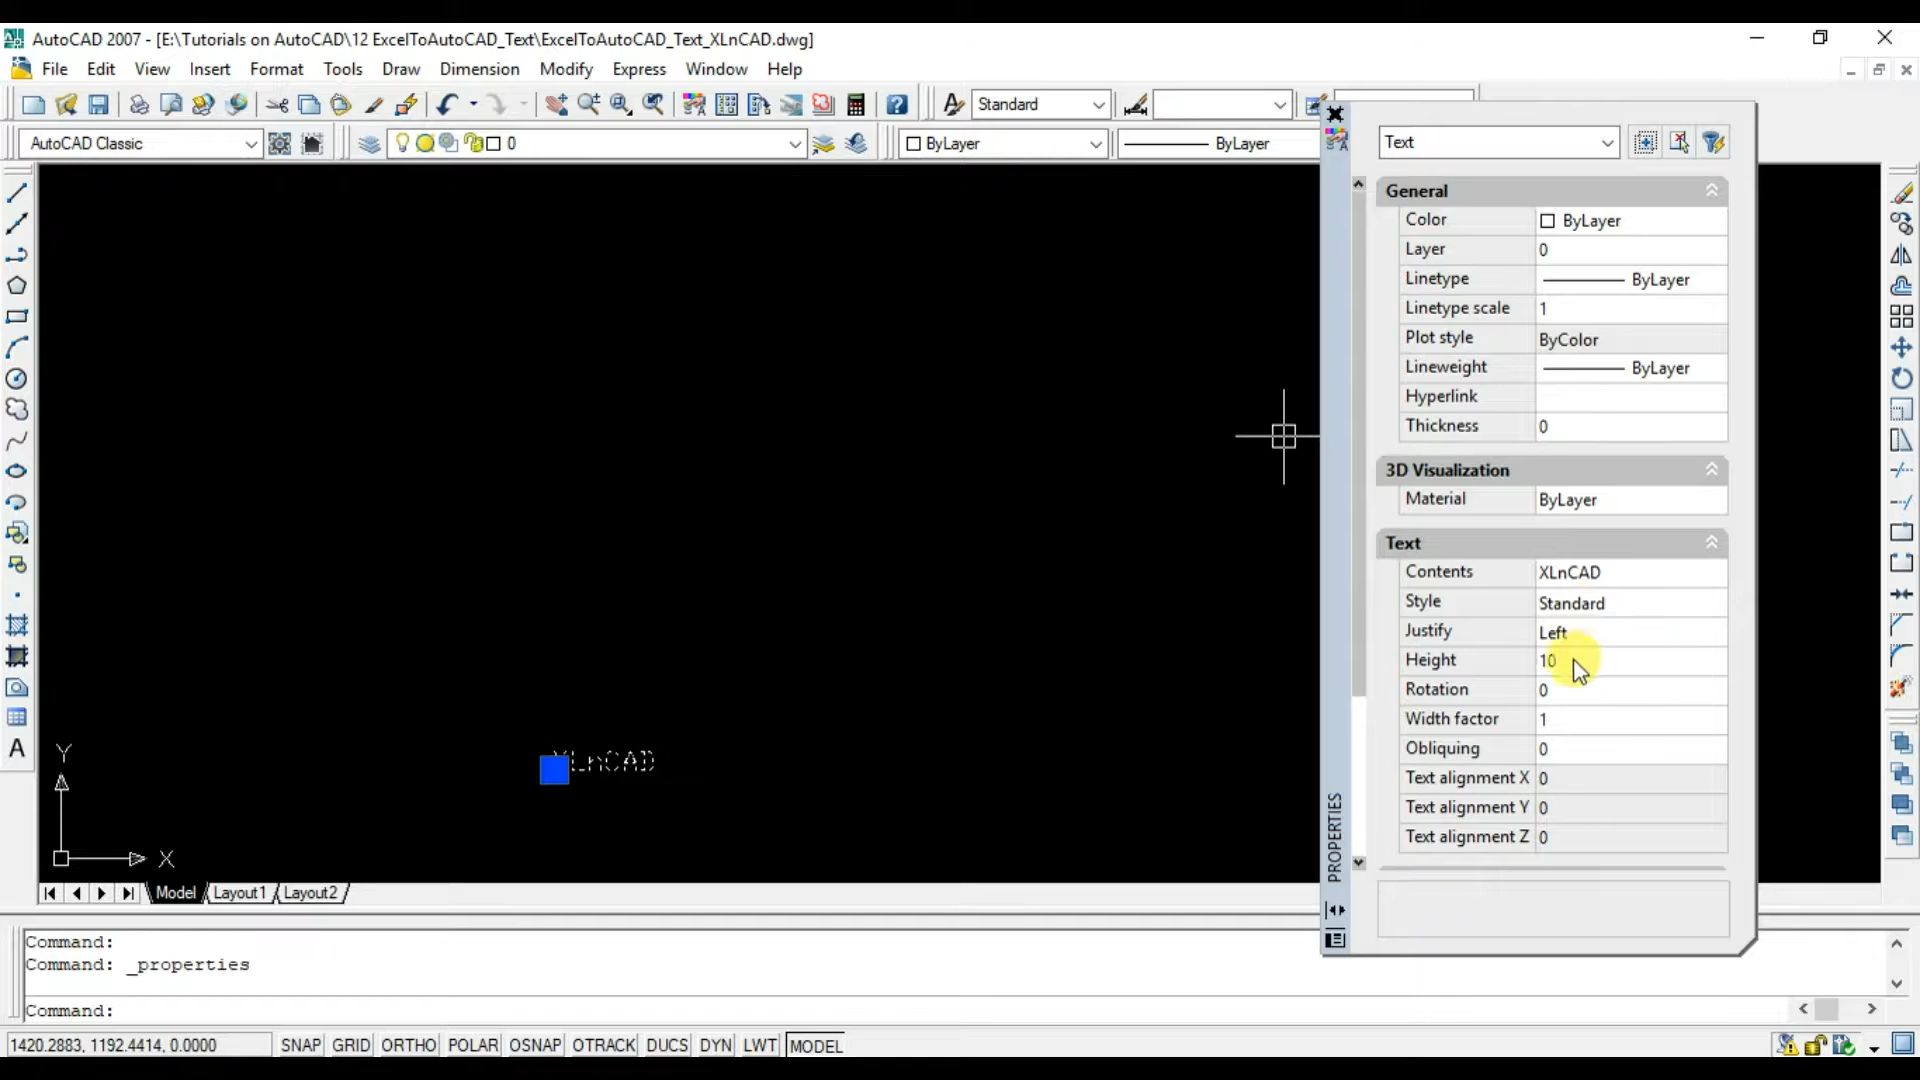 AutoCAD 2007 - [E:\Tutorials on AutoCAD\12 ExcelToAutoCAD_Text\ExcelToAutoCAD_Text_XLnCAD.dwg]
File Edit View Insert Format Tools Draw Dimension Modify Express Window Help
Standard
AutoCAD Classic 0 ByLayer ByLayer
Text
General
Color ByLayer
Layer 0
Linetype ByLayer
Linetype scale 1
Plot style ByColor
Lineweight ByLayer
Hyperlink
Thickness 0
3D Visualization
Material ByLayer
Text
Contents XLnCAD
Style Standard
Justify Left
Height 10
Rotation 0
Width factor 1
Obliquing 0
Text alignment X 0
Text alignment Y 0
Text alignment Z 0
PROPERTIES
XLnCAD
Y
X
Model Layout1 Layout2
Command:
Command: _properties
Command:
1420.2883, 1192.4414, 0.0000 SNAP GRID ORTHO POLAR OSNAP OTRACK DUCS DYN LWT MODEL